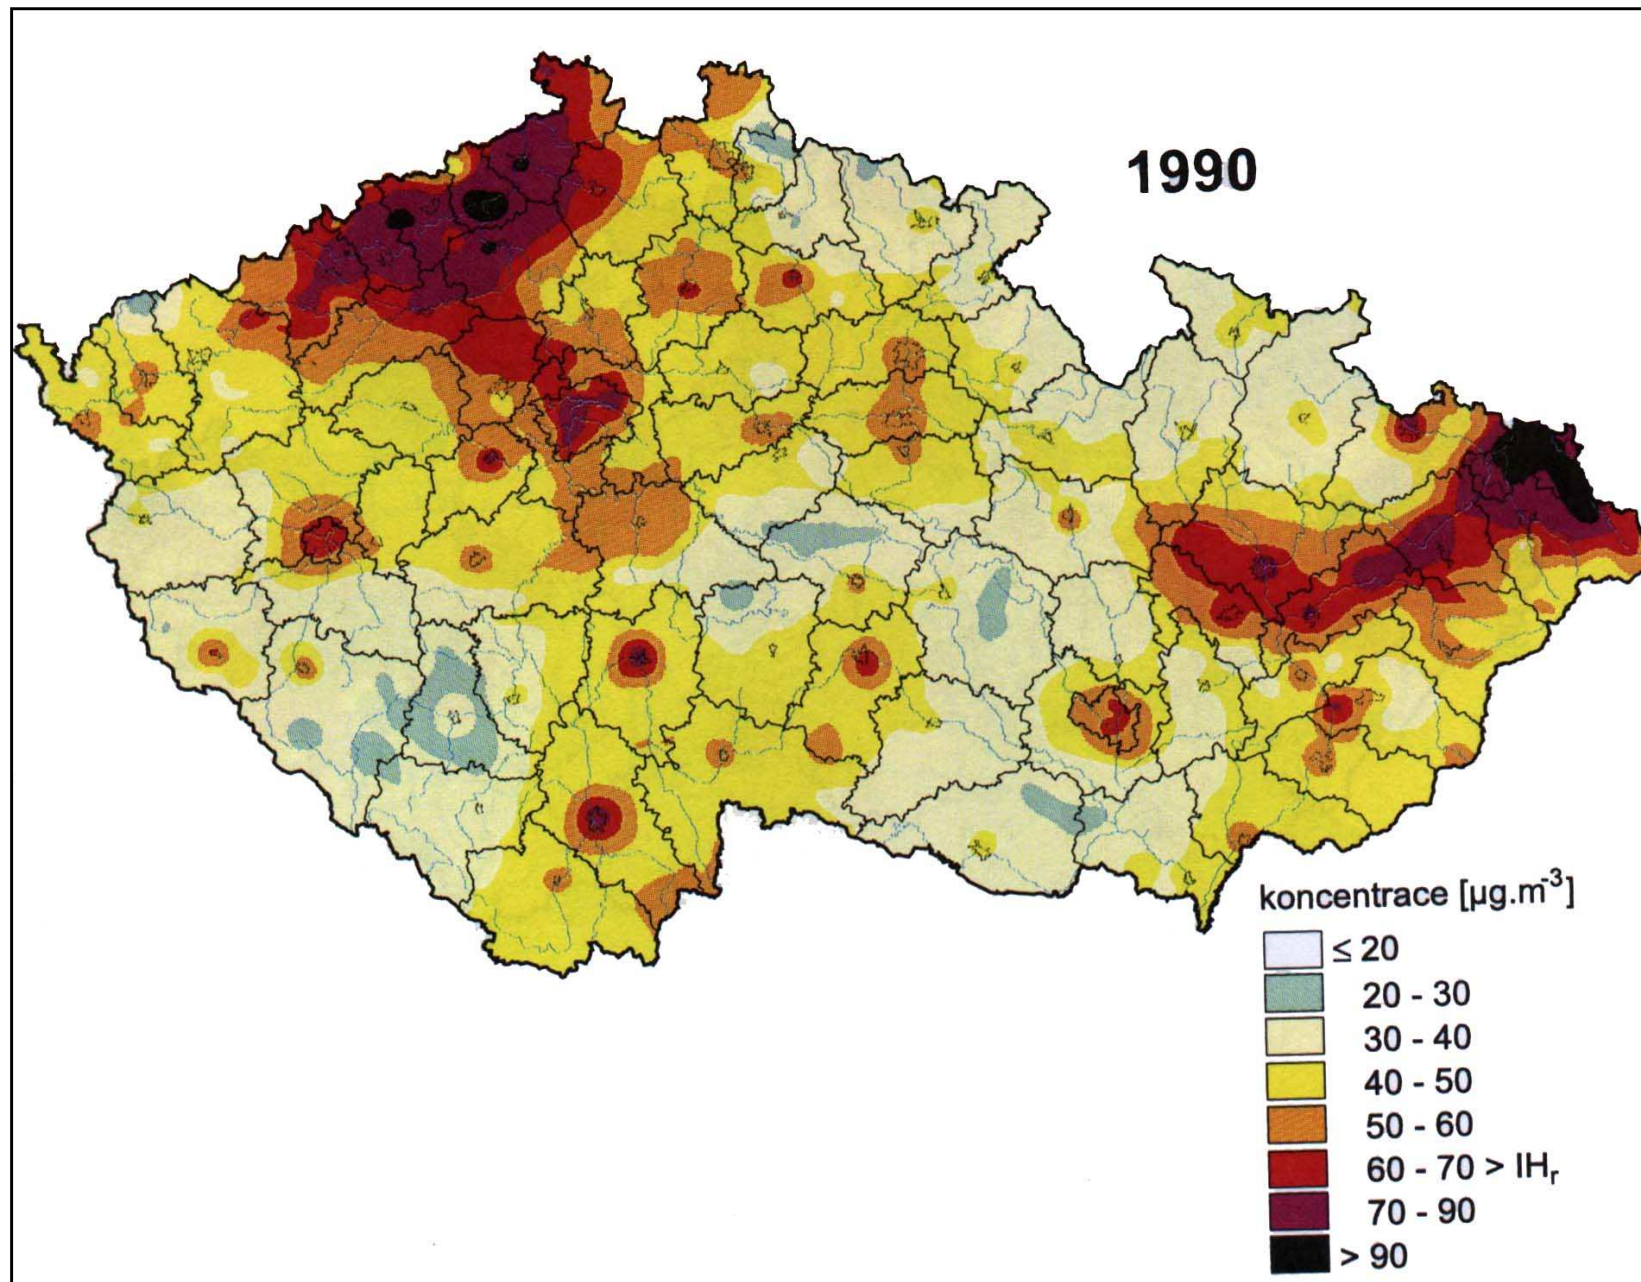 1990
koncentrace [µg.m-3]
≤ 20
20 - 30
30 - 40
40 - 50
50 - 60
60 - 70 > IHr
70 - 90
> 90